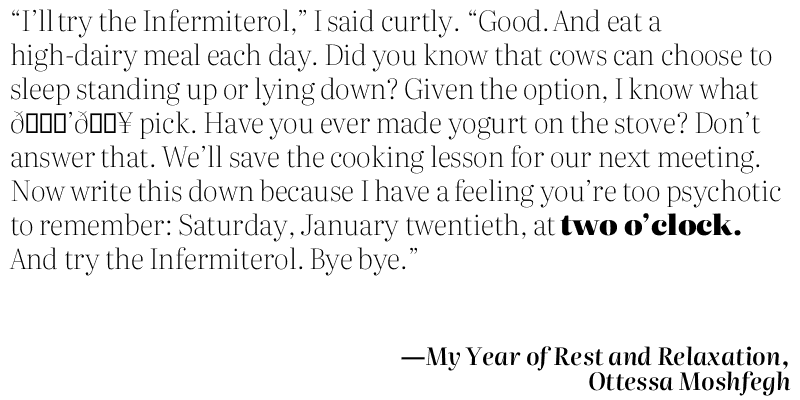 “I’ll try the Infermiterol,” I said curtly. “Good. And eat a
high-dairy meal each day. Did you know that cows can choose to
sleep standing up or lying down? Given the option, I know what
pick. Have you ever made yogurt on the stove? Don’t
answer that. We’ll save the cooking lesson for our next meeting.
Now write this down because I have a feeling you’re too psychotic
to remember: Saturday, January twentieth, at two o’clock.
And try the Infermiterol. Bye bye.”
—My Year of Rest and Relaxation,
Ottessa Moshfegh